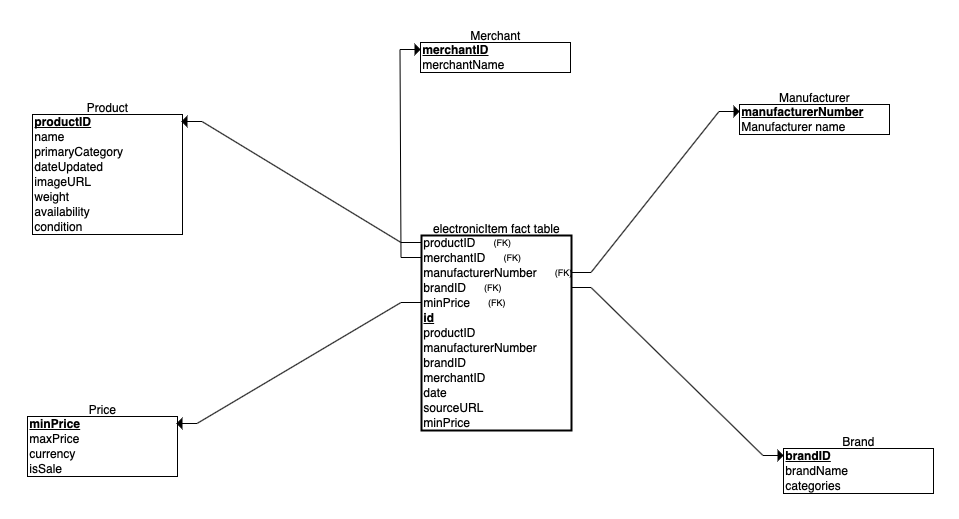 Merchant
merchantID
merchantName
Product
productID
name
primaryCategory
dateUpdated
imageURL
weight
availability
condition
Manufacturer
manufacturerNumber
Manufacturer name
electronicItem fact table
productID (FK)
merchantID (FK)
manufacturerNumber (FK)
brandID (FK)
minPrice (FK)
id
productID
manufacturerNumber
brandID
merchantID
date
sourceURL
minPrice
Price
minPrice
maxPrice
currency
isSale
Brand
brandID
brandName
categories